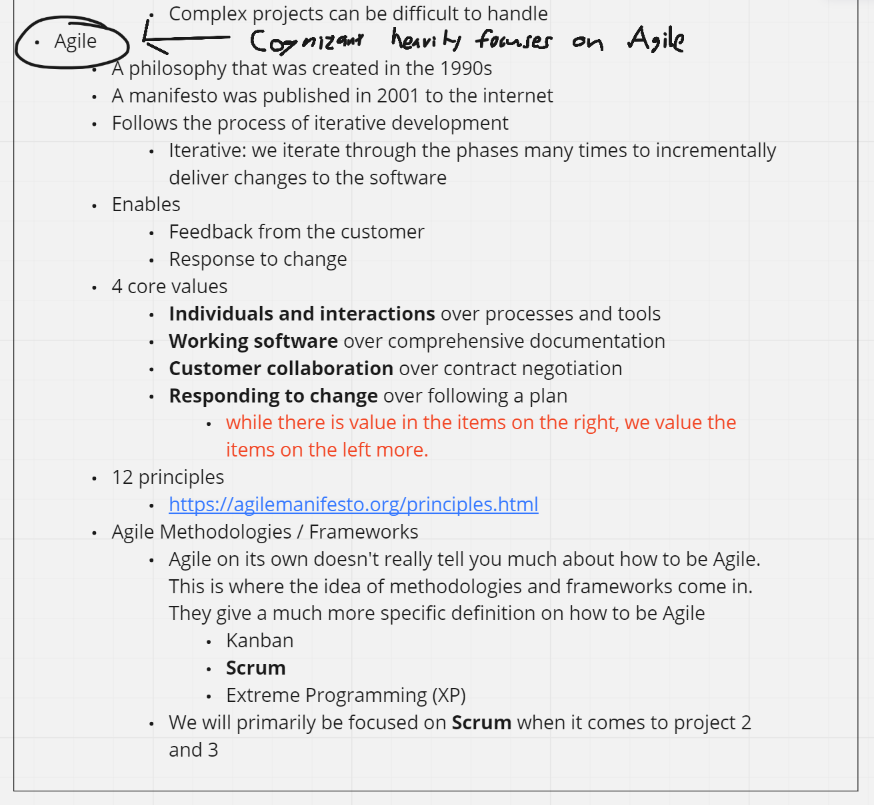 • Complex projects can be difficult to handle
• Agile Cognizant heavily focuses on Agile
• A philosophy that was created in the 1990s
• A manifesto was published in 2001 to the internet
• Follows the process of iterative development
• Iterative: we iterate through the phases many times to incrementally
deliver changes to the software
• Enables
• Feedback from the customer
• Response to change
• 4 core values
• Individuals and interactions over processes and tools
• Working software over comprehensive documentation
• Customer collaboration over contract negotiation
• Responding to change over following a plan
• while there is value in the items on the right, we value the
items on the left more.
• 12 principles
• https://agilemanifesto.org/principles.html
• Agile Methodologies / Frameworks
• Agile on its own doesn't really tell you much about how to be Agile.
This is where the idea of methodologies and frameworks come in.
They give a much more specific definition on how to be Agile
• Kanban
• Scrum
• Extreme Programming (XP)
• We will primarily be focused on Scrum when it comes to project 2
and 3